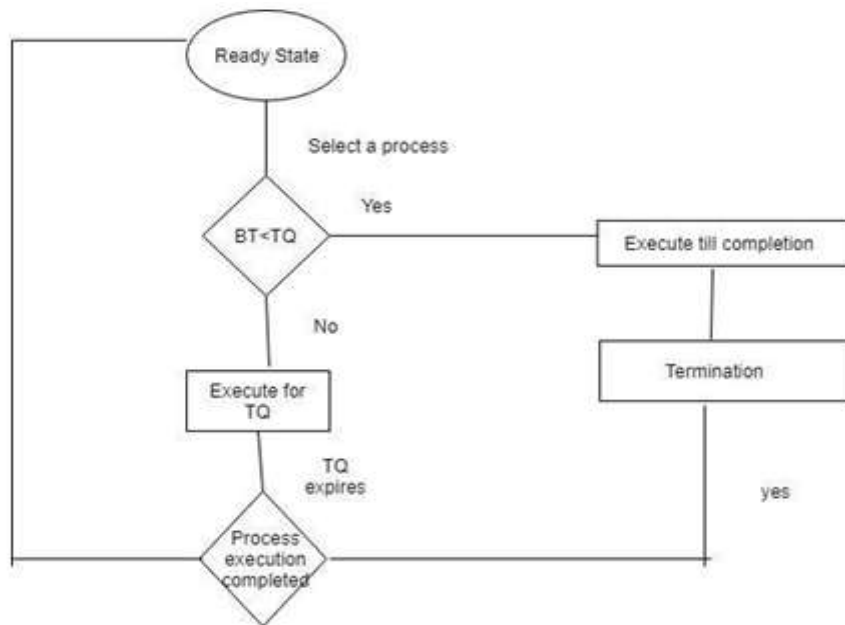 Ready State
Select a process
Yes
BT<TQ
Execute till completion
No
Termination
Execute for
TQ
TQ
expires
yes
Process
execution
completed